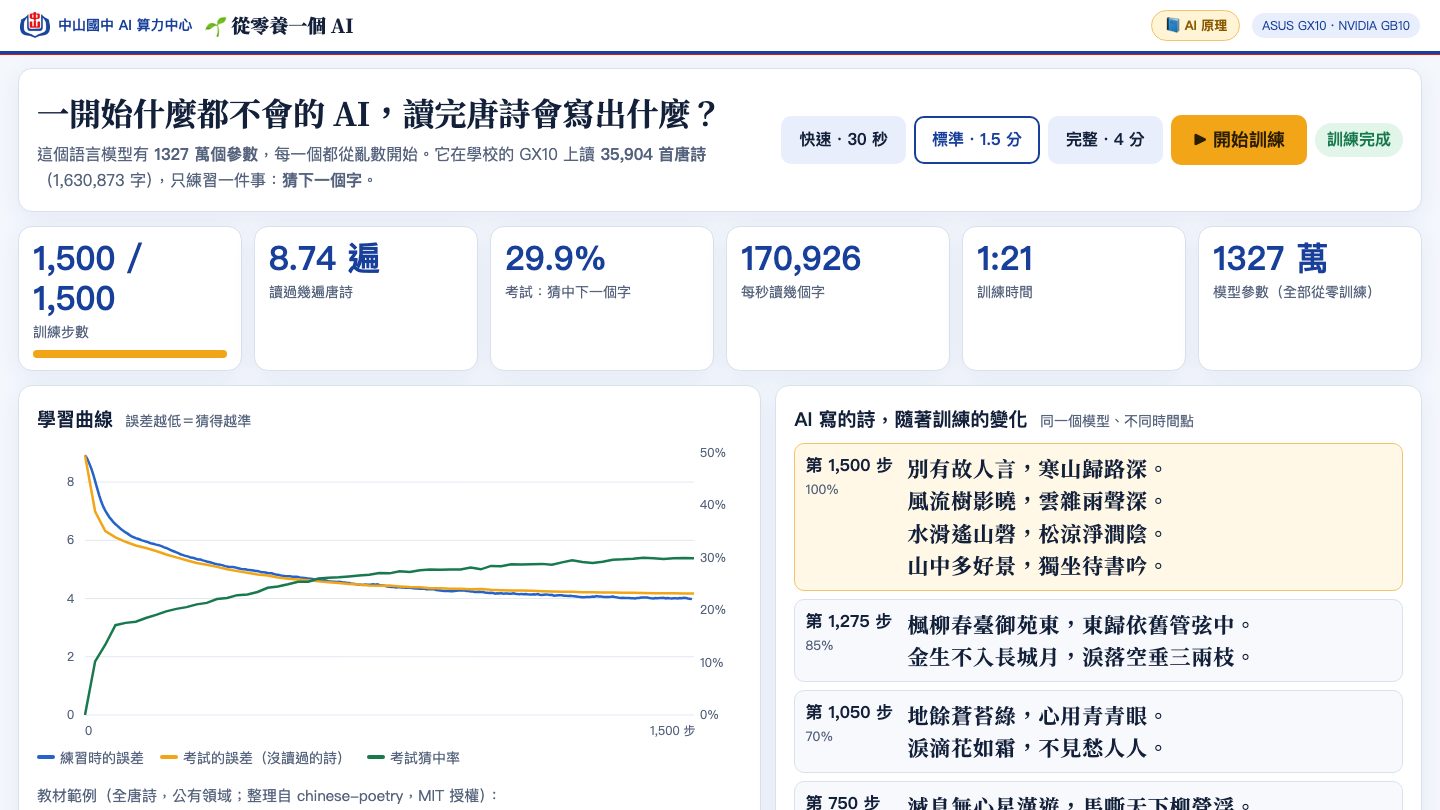 中山國中 AI 算力中心
🌱 從零養一個 AI
📘 AI 原理
ASUS GX10 · NVIDIA GB10
一開始什麼都不會的 AI，讀完唐詩會寫出什麼？
這個語言模型有 1327 萬個參數，每一個都從亂數開始。它在學校的 GX10 上讀 35,904 首唐詩
（1,630,873 字），只練習一件事：猜下一個字。
快速 · 30 秒
標準 · 1.5 分
完整 · 4 分
▶ 開始訓練
訓練完成
1,500 /
1,500
訓練步數
8.74 遍
讀過幾遍唐詩
29.9%
考試：猜中下一個字
170,926
每秒讀幾個字
1:21
訓練時間
1327 萬
模型參數（全部從零訓練）
學習曲線 誤差越低＝猜得越準
8
6
4
2
0
50%
40%
30%
20%
10%
0%
0
1,500 步
練習時的誤差
考試的誤差（沒讀過的詩）
考試猜中率
教材範例（全唐詩，公有領域；整理自 chinese-poetry，MIT 授權）：
AI 寫的詩，隨著訓練的變化 同一個模型、不同時間點
第 1,500 步
100%
別有故人言，寒山歸路深。
風流樹影曉，雲雜雨聲深。
水滑遙山磬，松涼淨澗陰。
山中多好景，獨坐待書吟。
第 1,275 步
85%
楓柳春臺御苑東，東歸依舊管弦中。
金生不入長城月，淚落空垂三兩枝。
第 1,050 步
70%
地餘蒼苔綠，心用青青眼。
淚滴花如霜，不見愁人人。
第 750 步